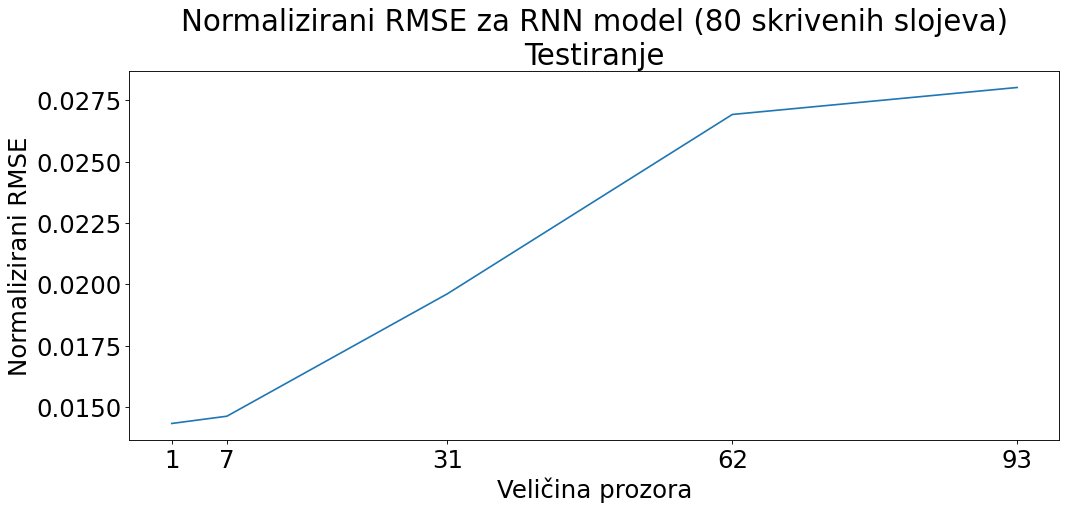 Normalizirani RMSE za RNN model (80 skrivenih slojeva)
Testiranje
Normalizirani RMSE
0.0275
0.0250
0.0225
0.0200
0.0175
0.0150
1 7 31 62 93
Veličina prozora